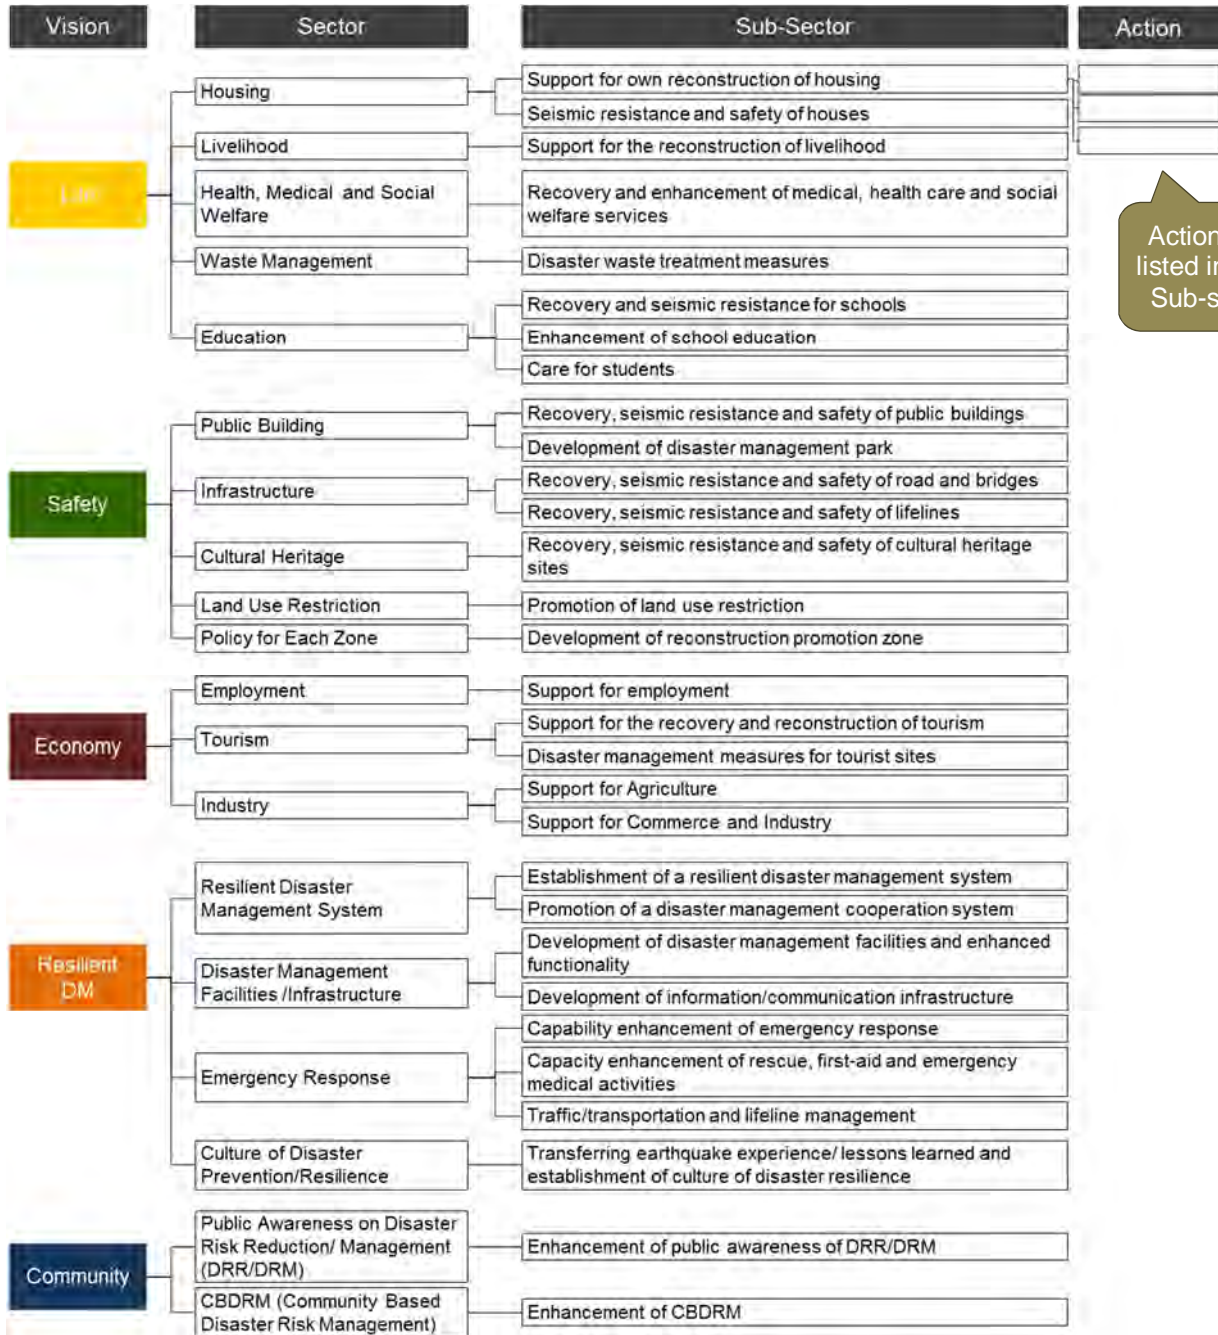 Vision
Sector
Sub-Sector
Action
Housing
Support for own reconstruction of housing
Seismic resistance and safety of houses
Livelihood
Support for the reconstruction of livelihood
Health, Medical and Social
Welfare
Recovery and enhancement of medical, health care and social
welfare services
Waste Management
Disaster waste treatment measures
Education
Recovery and seismic resistance for schools
Enhancement of school education
Care for students
Action
listed in
Sub-s
Safety
Public Building
Recovery, seismic resistance and safety of public buildings
Development of disaster management park
Infrastructure
Recovery, seismic resistance and safety of road and bridges
Recovery, seismic resistance and safety of lifelines
Cultural Heritage
Recovery, seismic resistance and safety of cultural heritage
sites
Land Use Restriction
Promotion of land use restriction
Policy for Each Zone
Development of reconstruction promotion zone
Economy
Employment
Support for employment
Tourism
Support for the recovery and reconstruction of tourism
Disaster management measures for tourist sites
Industry
Support for Agriculture
Support for Commerce and Industry
Resilient
DM
Resilient Disaster
Management System
Establishment of a resilient disaster management system
Promotion of a disaster management cooperation system
Disaster Management
Facilities /Infrastructure
Development of disaster management facilities and enhanced
functionality
Development of information/communication infrastructure
Emergency Response
Capability enhancement of emergency response
Capacity enhancement of rescue, first-aid and emergency
medical activities
Traffic/transportation and lifeline management
Culture of Disaster
Prevention/Resilience
Transferring earthquake experience/ lessons learned and
establishment of culture of disaster resilience
Community
Public Awareness on Disaster
Risk Reduction/ Management
(DRR/DRM)
Enhancement of public awareness of DRR/DRM
CBDRM (Community Based
Disaster Risk Management)
Enhancement of CBDRM